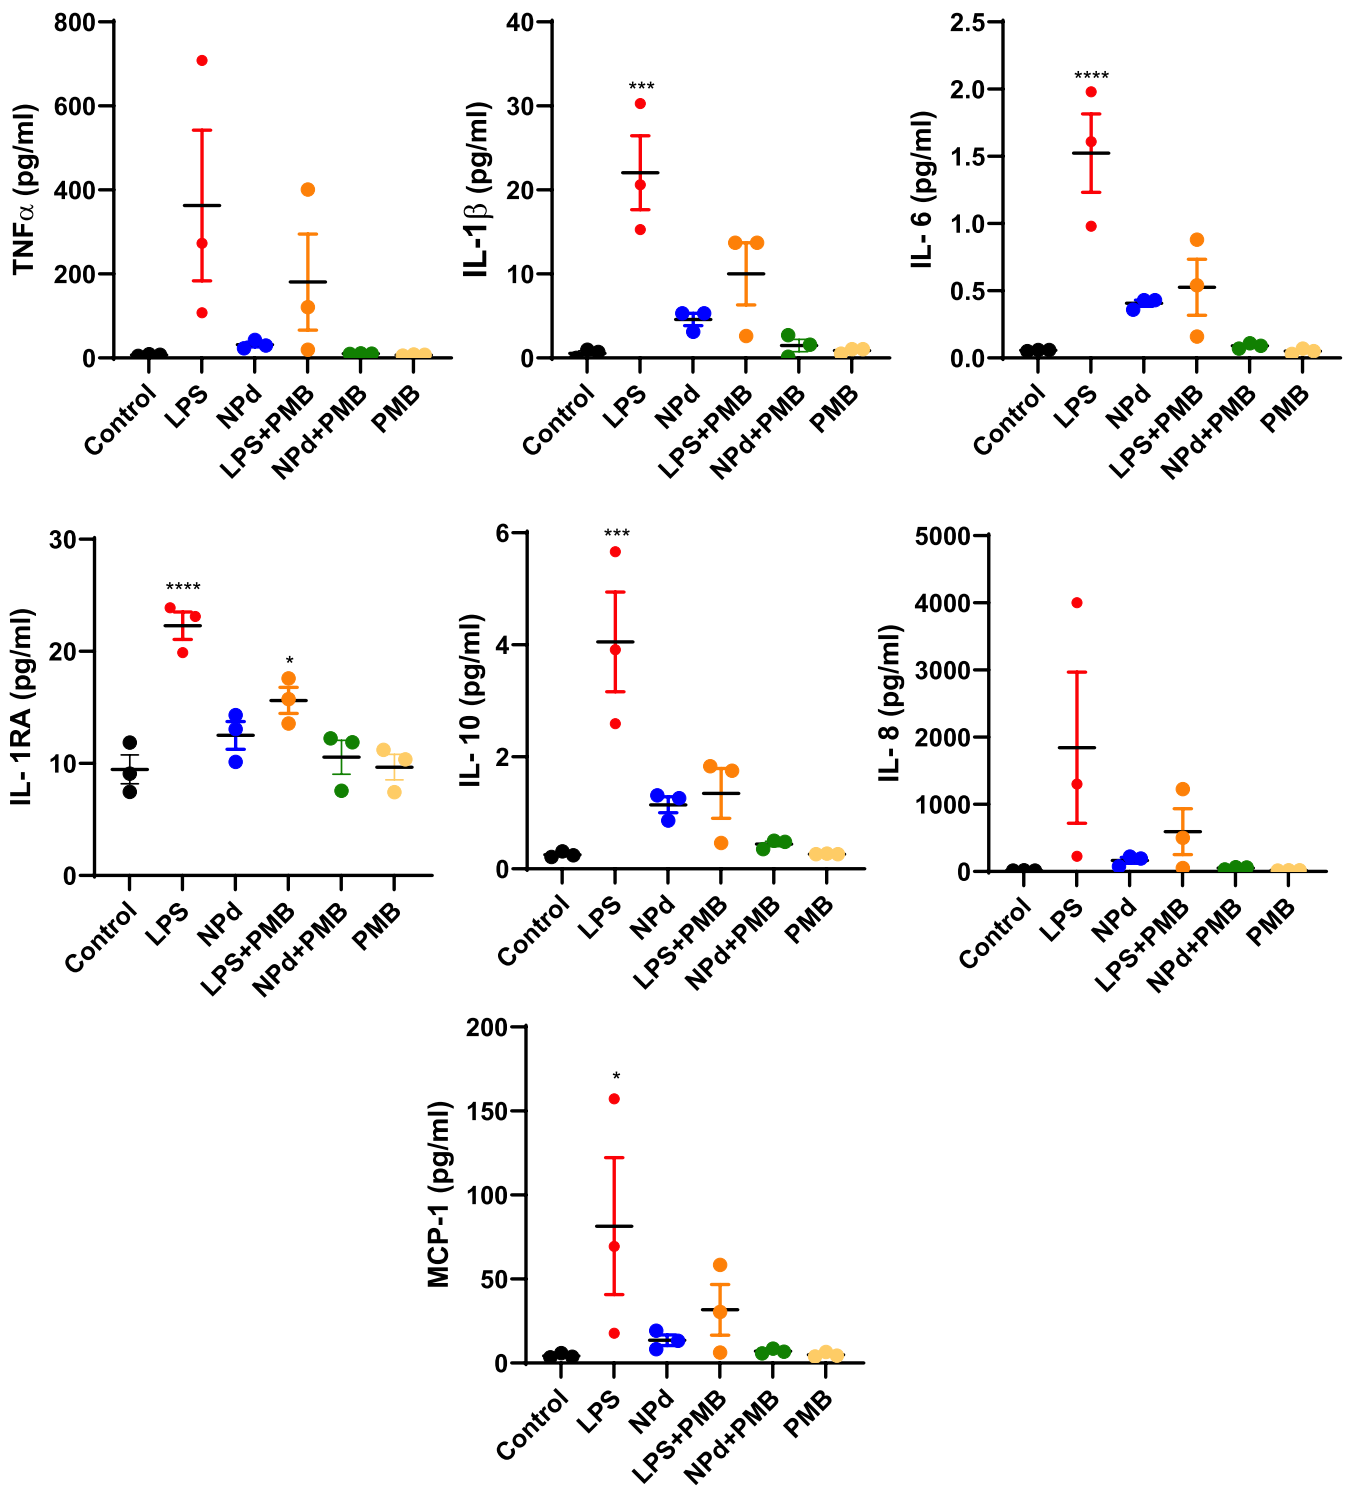 TNFα (pg/ml)
800
600
400
200
0
Control
LPS
NPd
LPS+PMB
NPd+PMB
PMB
IL-1β (pg/ml)
40
30
20
10
0
***
Control
LPS
NPd
LPS+PMB
NPd+PMB
PMB
IL- 6 (pg/ml)
2.5
2.0
1.5
1.0
0.5
0.0
****
Control
LPS
NPd
LPS+PMB
NPd+PMB
PMB
IL- 1RA (pg/ml)
30
20
10
0
****
*
Control
LPS
NPd
LPS+PMB
NPd+PMB
PMB
IL- 10 (pg/ml)
6
4
2
0
***
Control
LPS
NPd
LPS+PMB
NPd+PMB
PMB
IL- 8 (pg/ml)
5000
4000
3000
2000
1000
0
Control
LPS
NPd
LPS+PMB
NPd+PMB
PMB
MCP-1 (pg/ml)
200
150
100
50
0
*
Control
LPS
NPd
LPS+PMB
NPd+PMB
PMB